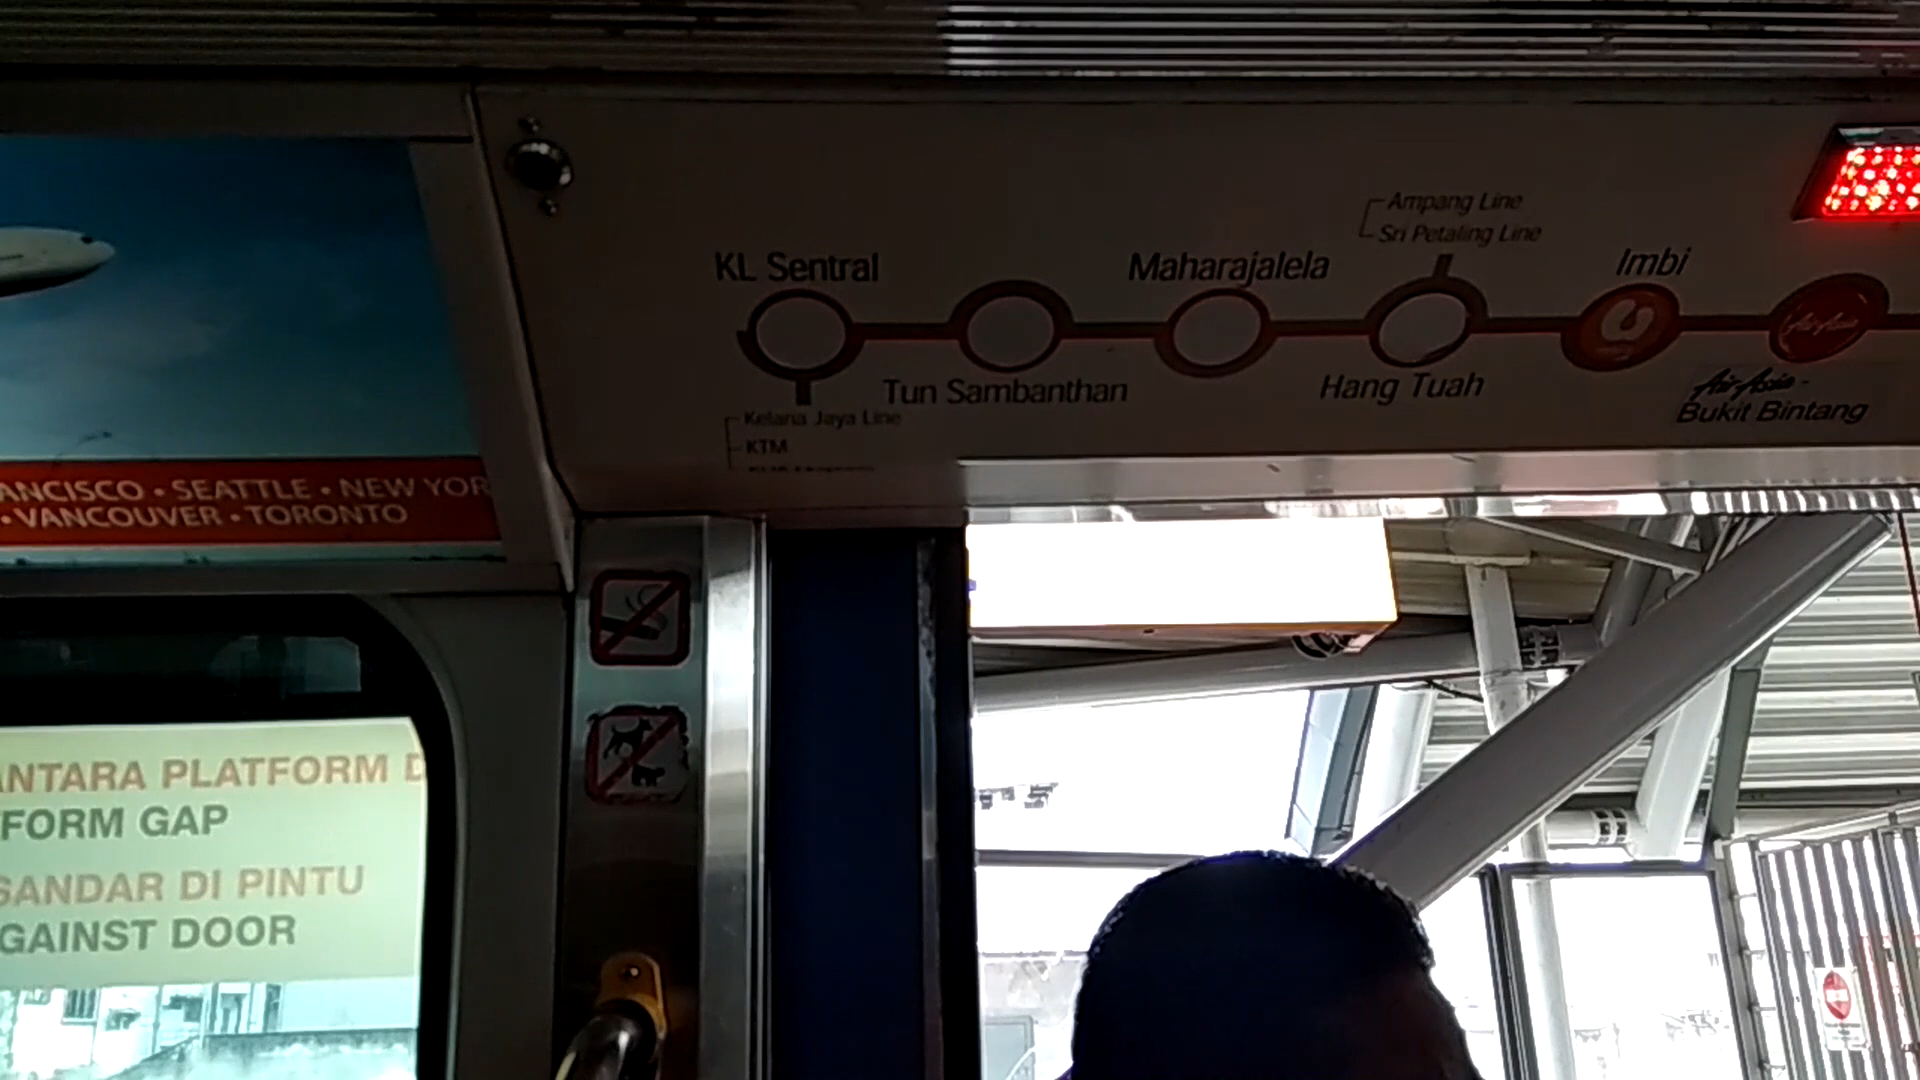 Ampang Line
Sri Petaling Line
KL Sentral
Maharajalela
Imbi
Tun Sambanthan
Hang Tuah
AirAsia
AirAsia -
Bukit Bintang
Kelana Jaya Line
KTM
ANCISCO • SEATTLE • NEW YOR
• VANCOUVER • TORONTO
ANTARA PLATFORM D
FORM GAP
SANDAR DI PINTU
GAINST DOOR